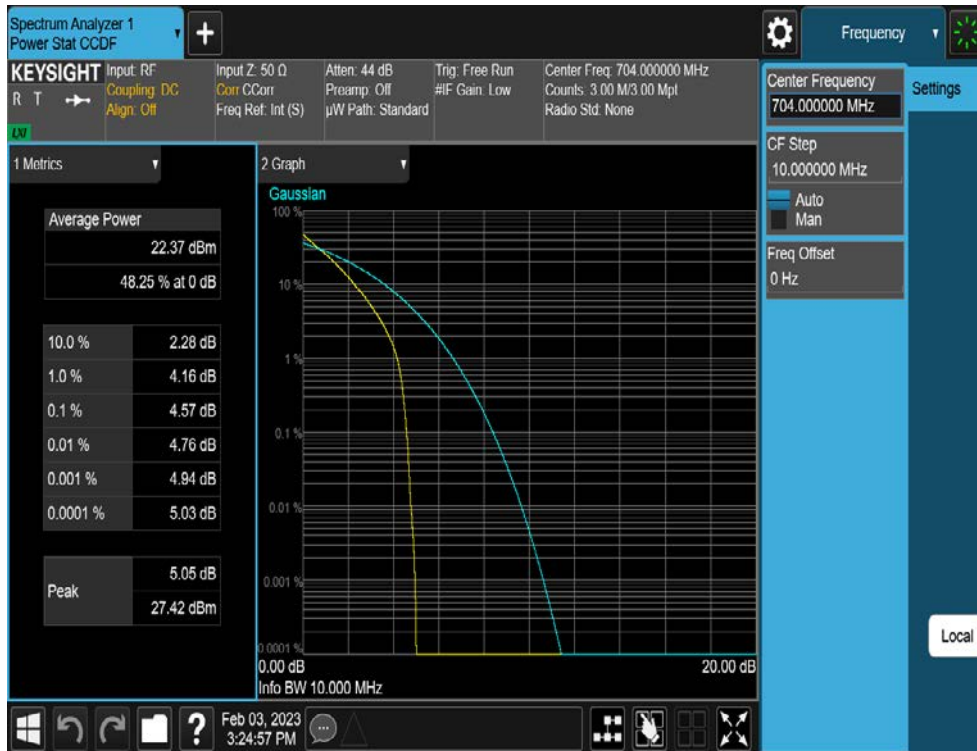 Spectrum Analyzer 1
Power Stat CCDF
+
Frequency
KEYSIGHT
R T
LXI
Input: RF
Coupling: DC
Align: Off
Input Z: 50 Ω
Corr CCorr
Freq Ref: Int (S)
Atten: 44 dB
Preamp: Off
µW Path: Standard
Trig: Free Run
#IF Gain: Low
Center Freq: 704.000000 MHz
Counts: 3.00 M/3.00 Mpt
Radio Std: None
Center Frequency
704.000000 MHz
Settings
CF Step
10.000000 MHz
Auto
Man
Freq Offset
0 Hz
Local
1 Metrics
Average Power
22.37 dBm
48.25 % at 0 dB
10.0 % 2.28 dB
1.0 % 4.16 dB
0.1 % 4.57 dB
0.01 % 4.76 dB
0.001 % 4.94 dB
0.0001 % 5.03 dB
Peak
5.05 dB
27.42 dBm
2 Graph
Gaussian
100 %
10 %
1 %
0.1 %
0.01 %
0.001 %
0.0001 %
0.00 dB 20.00 dB
Info BW 10.000 MHz
?
Feb 03, 2023
3:24:57 PM